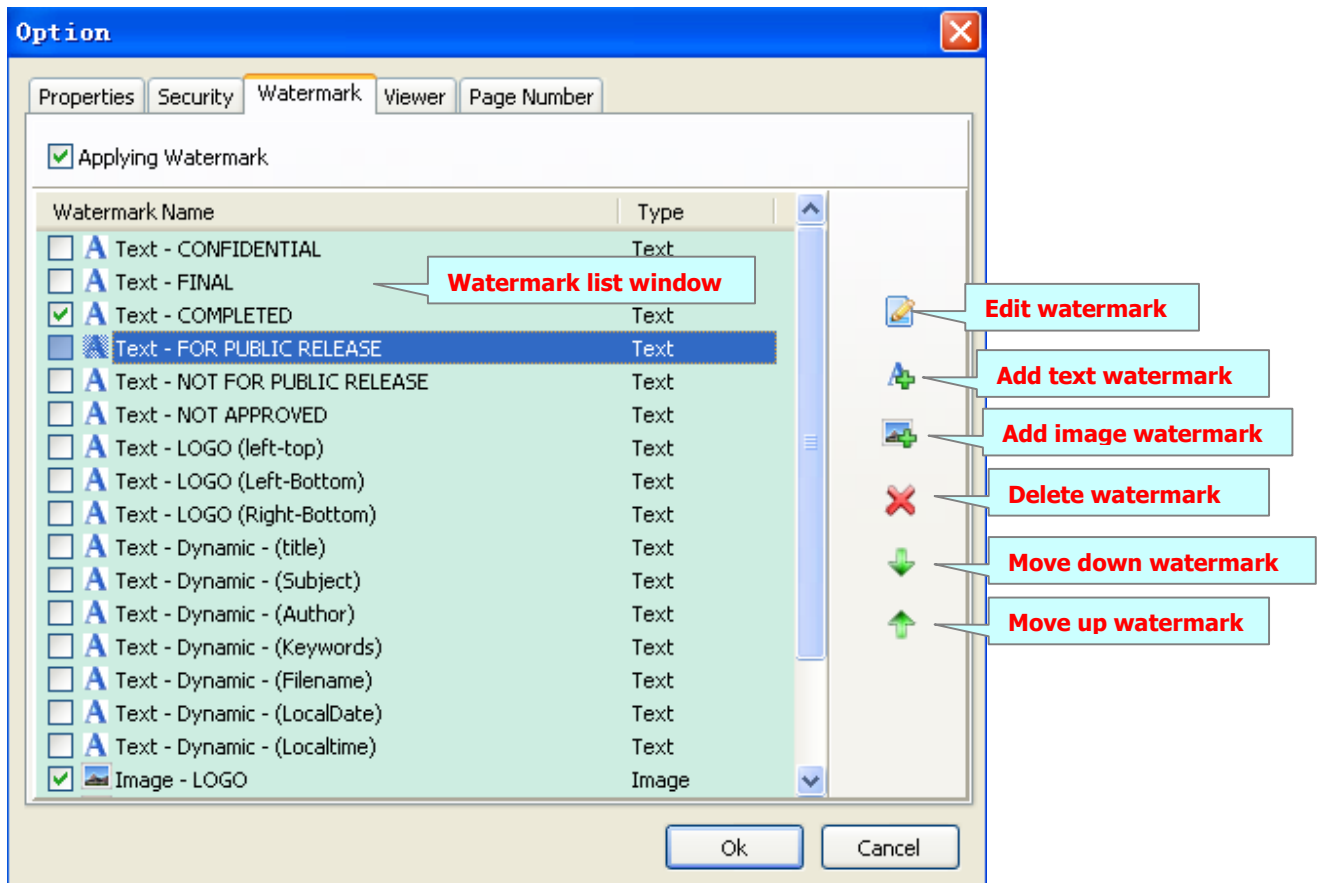 Option
Properties Security Watermark Viewer Page Number
Applying Watermark
Watermark Name Type
Text - CONFIDENTIAL Text
Text - FINAL
Watermark list window
Text - COMPLETED Text
Text - FOR PUBLIC RELEASE Text
Text - NOT FOR PUBLIC RELEASE Text
Text - NOT APPROVED Text
Text - LOGO (left-top) Text
Text - LOGO (Left-Bottom) Text
Text - LOGO (Right-Bottom) Text
Text - Dynamic - (title) Text
Text - Dynamic - (Subject) Text
Text - Dynamic - (Author) Text
Text - Dynamic - (Keywords) Text
Text - Dynamic - (Filename) Text
Text - Dynamic - (LocalDate) Text
Text - Dynamic - (Localtime) Text
Image - LOGO Image
Edit watermark
Add text watermark
Add image watermark
Delete watermark
Move down watermark
Move up watermark
Ok Cancel